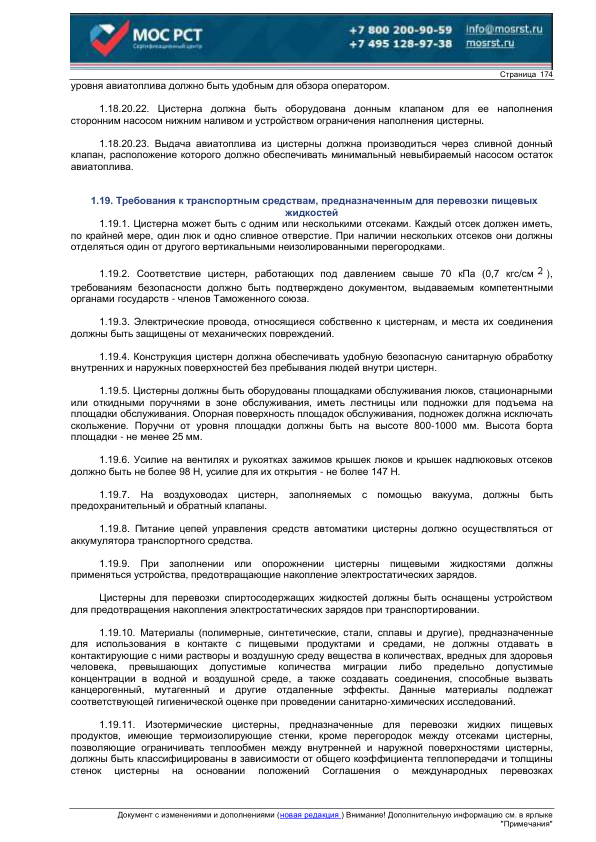 МОС РСТ
Сертификационный центр
+7 800 200-90-59 info@mosrst.ru
+7 495 128-97-38 mosrst.ru
Страница 174
уровня авиатоплива должно быть удобным для обзора оператором.
1.18.20.22. Цистерна должна быть оборудована донным клапаном для ее наполнения
сторонним насосом нижним наливом и устройством ограничения наполнения цистерны.
1.18.20.23. Выдача авиатоплива из цистерны должна производиться через сливной донный
клапан, расположение которого должно обеспечивать минимальный невыбираемый насосом остаток
авиатоплива.
1.19. Требования к транспортным средствам, предназначенным для перевозки пищевых
жидкостей
1.19.1. Цистерна может быть с одним или несколькими отсеками. Каждый отсек должен иметь,
по крайней мере, один люк и одно сливное отверстие. При наличии нескольких отсеков они должны
отделяться один от другого вертикальными неизолированными перегородками.
1.19.2. Соответствие цистерн, работающих под давлением свыше 70 кПа (0,7 кгс/см 2 ),
требованиям безопасности должно быть подтверждено документом, выдаваемым компетентными
органами государств - членов Таможенного союза.
1.19.3. Электрические провода, относящиеся собственно к цистернам, и места их соединения
должны быть защищены от механических повреждений.
1.19.4. Конструкция цистерн должна обеспечивать удобную безопасную санитарную обработку
внутренних и наружных поверхностей без пребывания людей внутри цистерн.
1.19.5. Цистерны должны быть оборудованы площадками обслуживания люков, стационарными
или откидными поручнями в зоне обслуживания, иметь лестницы или подножки для подъема на
площадки обслуживания. Опорная поверхность площадок обслуживания, подножек должна исключать
скольжение. Поручни от уровня площадки должны быть на высоте 800-1000 мм. Высота борта
площадки - не менее 25 мм.
1.19.6. Усилие на вентилях и рукоятках зажимов крышек люков и крышек надлюковых отсеков
должно быть не более 98 Н, усилие для их открытия - не более 147 Н.
1.19.7. На воздуховодах цистерн, заполняемых с помощью вакуума, должны быть
предохранительный и обратный клапаны.
1.19.8. Питание цепей управления средств автоматики цистерны должно осуществляться от
аккумулятора транспортного средства.
1.19.9. При заполнении или опорожнении цистерны пищевыми жидкостями должны
применяться устройства, предотвращающие накопление электростатических зарядов.
Цистерны для перевозки спиртосодержащих жидкостей должны быть оснащены устройством
для предотвращения накопления электростатических зарядов при транспортировании.
1.19.10. Материалы (полимерные, синтетические, стали, сплавы и другие), предназначенные
для использования в контакте с пищевыми продуктами и средами, не должны отдавать в
контактирующие с ними растворы и воздушную среду вещества в количествах, вредных для здоровья
человека, превышающих допустимые количества миграции либо предельно допустимые
концентрации в водной и воздушной среде, а также создавать соединения, способные вызвать
канцерогенный, мутагенный и другие отдаленные эффекты. Данные материалы подлежат
соответствующей гигиенической оценке при проведении санитарно-химических исследований.
1.19.11. Изотермические цистерны, предназначенные для перевозки жидких пищевых
продуктов, имеющие термоизолирующие стенки, кроме перегородок между отсеками цистерны,
позволяющие ограничивать теплообмен между внутренней и наружной поверхностями цистерны,
должны быть классифицированы в зависимости от общего коэффициента теплопередачи и толщины
стенок цистерны на основании положений Соглашения о международных перевозках
Документ с изменениями и дополнениями (новая редакция ) Внимание! Дополнительную информацию см. в ярлыке
"Примечания"